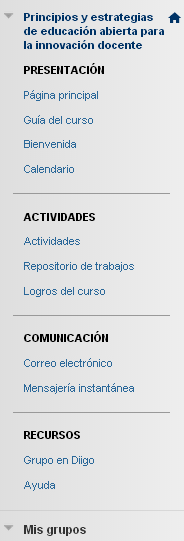 Principios y estrategias
de educación abierta para
la innovación docente
PRESENTACIÓN
Página principal
Guía del curso
Bienvenida
Calendario
ACTIVIDADES
Actividades
Repositorio de trabajos
Logros del curso
COMUNICACIÓN
Correo electrónico
Mensajería instantánea
RECURSOS
Grupo en Diigo
Ayuda
Mis grupos